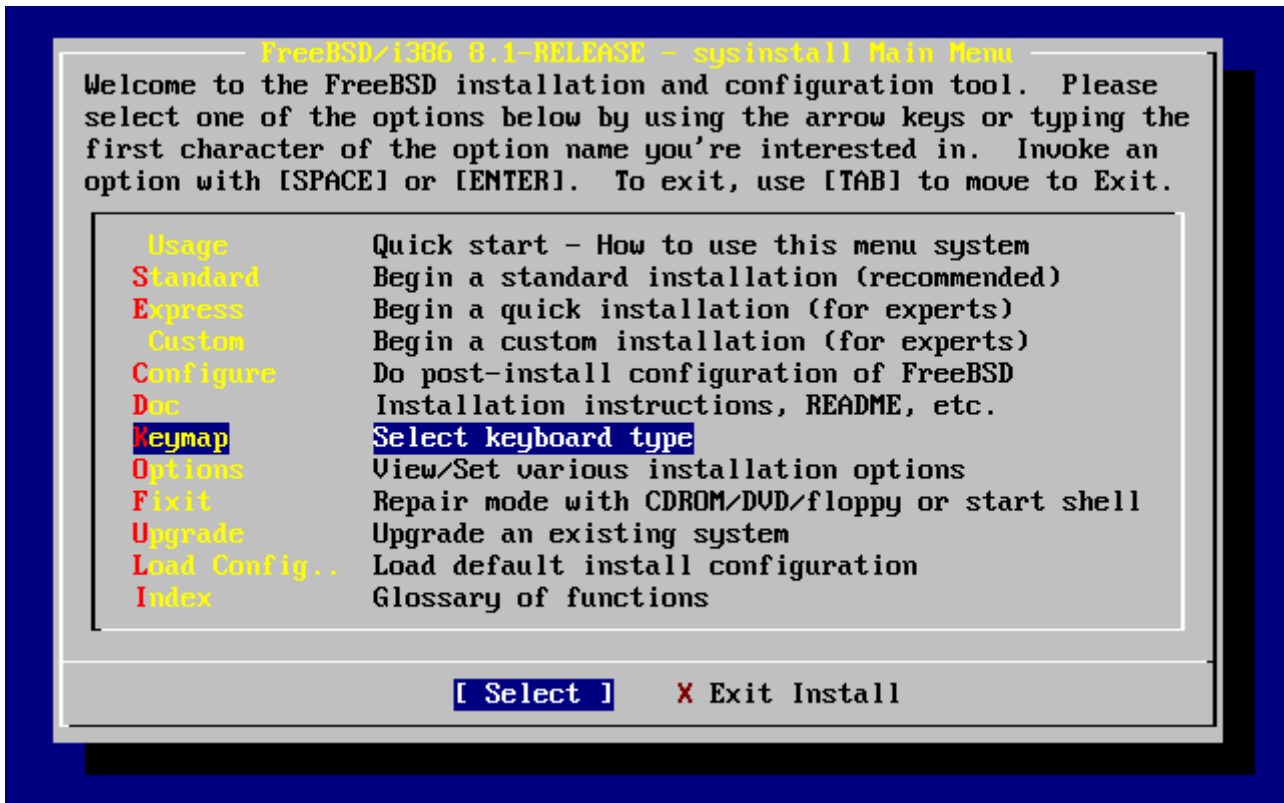 FreeBSD/i386 8.1-RELEASE - sysinstall Main Menu
Welcome to the FreeBSD installation and configuration tool.  Please
select one of the options below by using the arrow keys or typing the
first character of the option name you're interested in.  Invoke an
option with [SPACE] or [ENTER].  To exit, use [TAB] to move to Exit.
Usage Quick start - How to use this menu system
Standard Begin a standard installation (recommended)
Express Begin a quick installation (for experts)
Custom Begin a custom installation (for experts)
Configure Do post-install configuration of FreeBSD
Doc Installation instructions, README, etc.
Keymap Select keyboard type
Options View/Set various installation options
Fixit Repair mode with CDROM/DVD/floppy or start shell
Upgrade Upgrade an existing system
Load Config.. Load default install configuration
Index Glossary of functions
[ Select ] X Exit Install